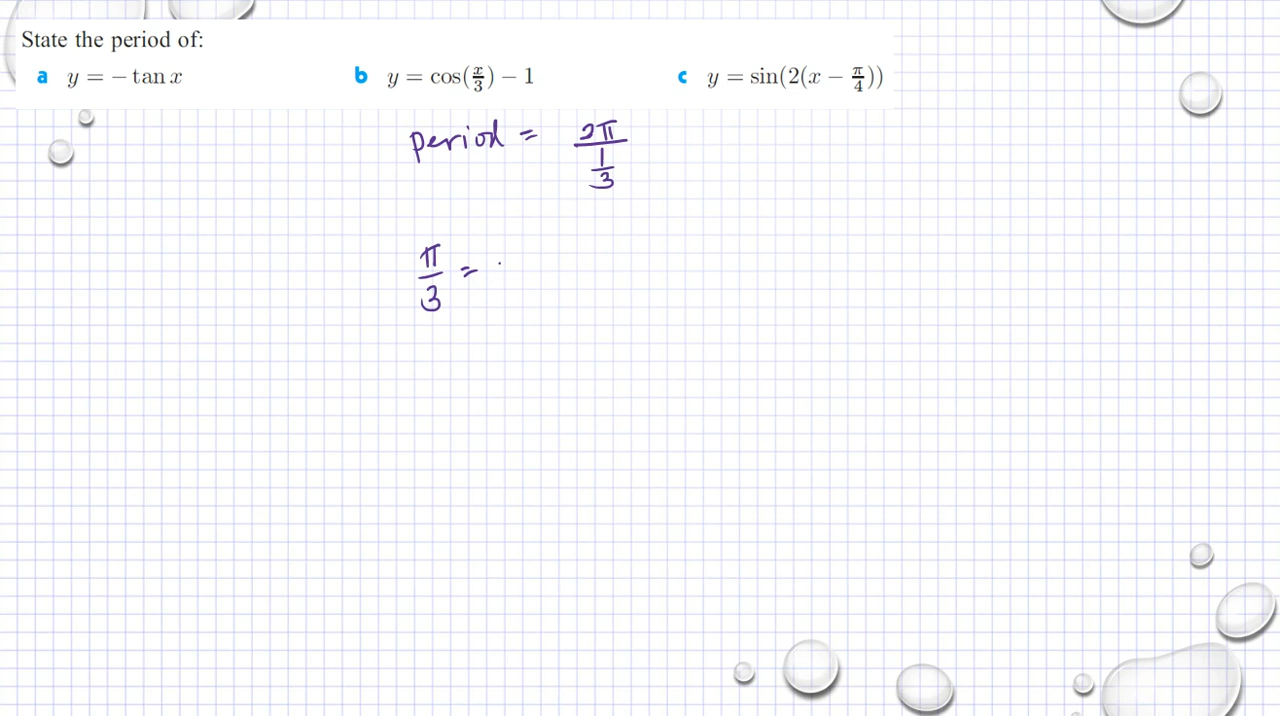 State the period of:
a y = − tan x b y = cos(x/3) − 1 c y = sin(2(x − π/4))
period = 2π/(1/3)
π/3 =